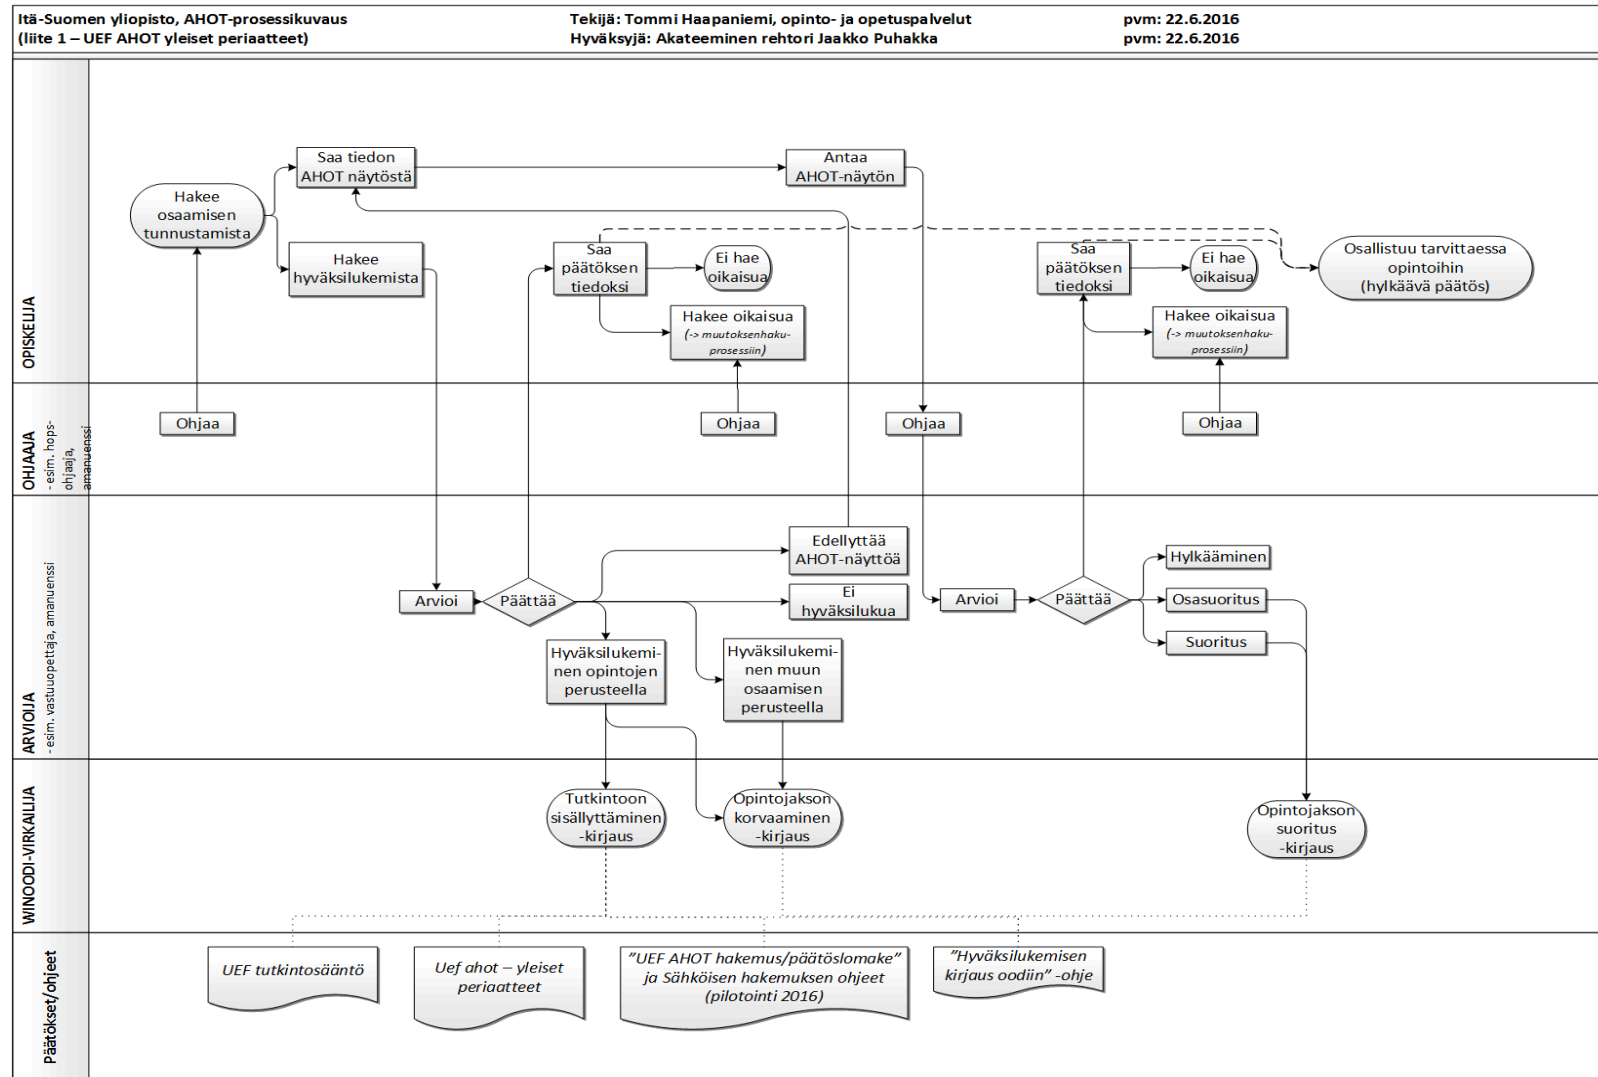 Itä-Suomen yliopisto, AHOT-prosessikuvaus
(liite 1 – UEF AHOT yleiset periaatteet)
Tekijä: Tommi Haapaniemi, opinto- ja opetuspalvelut
Hyväksyjä: Akateeminen rehtori Jaakko Puhakka
pvm: 22.6.2016
pvm: 22.6.2016
OPISKELIJA
Hakee
osaamisen
tunnustamista
Saa tiedon
AHOT näytöstä
Hakee
hyväksilukemista
Antaa
AHOT-näytön
Saa
päätöksen
tiedoksi
Ei hae
oikaisua
Hakee oikaisua
(-> muutoksenhaku-
prosessiin)
Saa
päätöksen
tiedoksi
Ei hae
oikaisua
Hakee oikaisua
(-> muutoksenhaku-
prosessiin)
Osallistuu tarvittaessa
opintoihin
(hylkäävä päätös)
OHJAAJA
- esim. hops-
ohjaaja,
amanuenssi
Ohjaa
Ohjaa
Ohjaa
Ohjaa
ARVIOIJA
- esim. vastuuopettaja, amanuenssi
Arvioi
Päättää
Edellyttää
AHOT-näyttöä
Ei
hyväksilukua
Hyväksilukemi-
nen opintojen
perusteella
Hyväksilukemi-
nen muun
osaamisen
perusteella
Arvioi
Päättää
Hylkääminen
Osasuoritus
Suoritus
WINOODI-VIRKAILIJA
Tutkintoon
sisällyttäminen
-kirjaus
Opintojakson
korvaaminen
-kirjaus
Opintojakson
suoritus
-kirjaus
Päätökset/ohjeet
UEF tutkintosääntö
Uef ahot – yleiset
periaatteet
”UEF AHOT hakemus/päätöslomake”
ja Sähköisen hakemuksen ohjeet
(pilotointi 2016)
”Hyväksilukemisen
kirjaus oodiin” -ohje